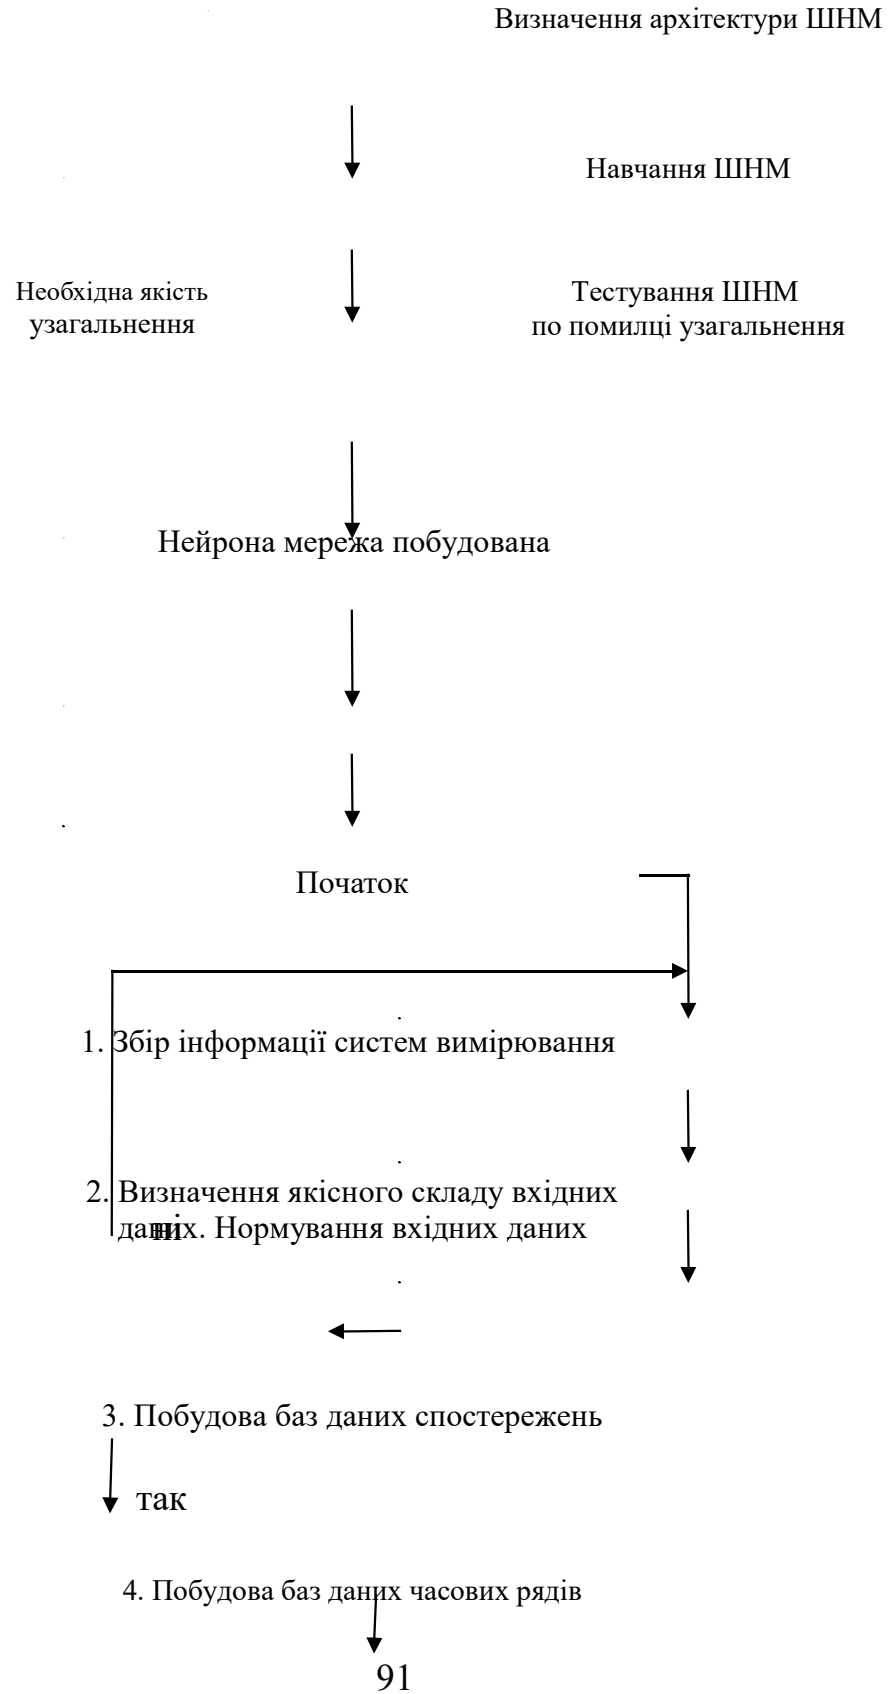 Визначення архітектури ШНМ
Навчання ШНМ
Необхідна якість
узагальнення
Тестування ШНМ
по помилці узагальнення
Нейрона мережа побудована
Початок
1. Збір інформації систем вимірювання
2. Визначення якісного складу вхідних
даних. Нормування вхідних даних
ні
3. Побудова баз даних спостережень
так
4. Побудова баз даних часових рядів
91